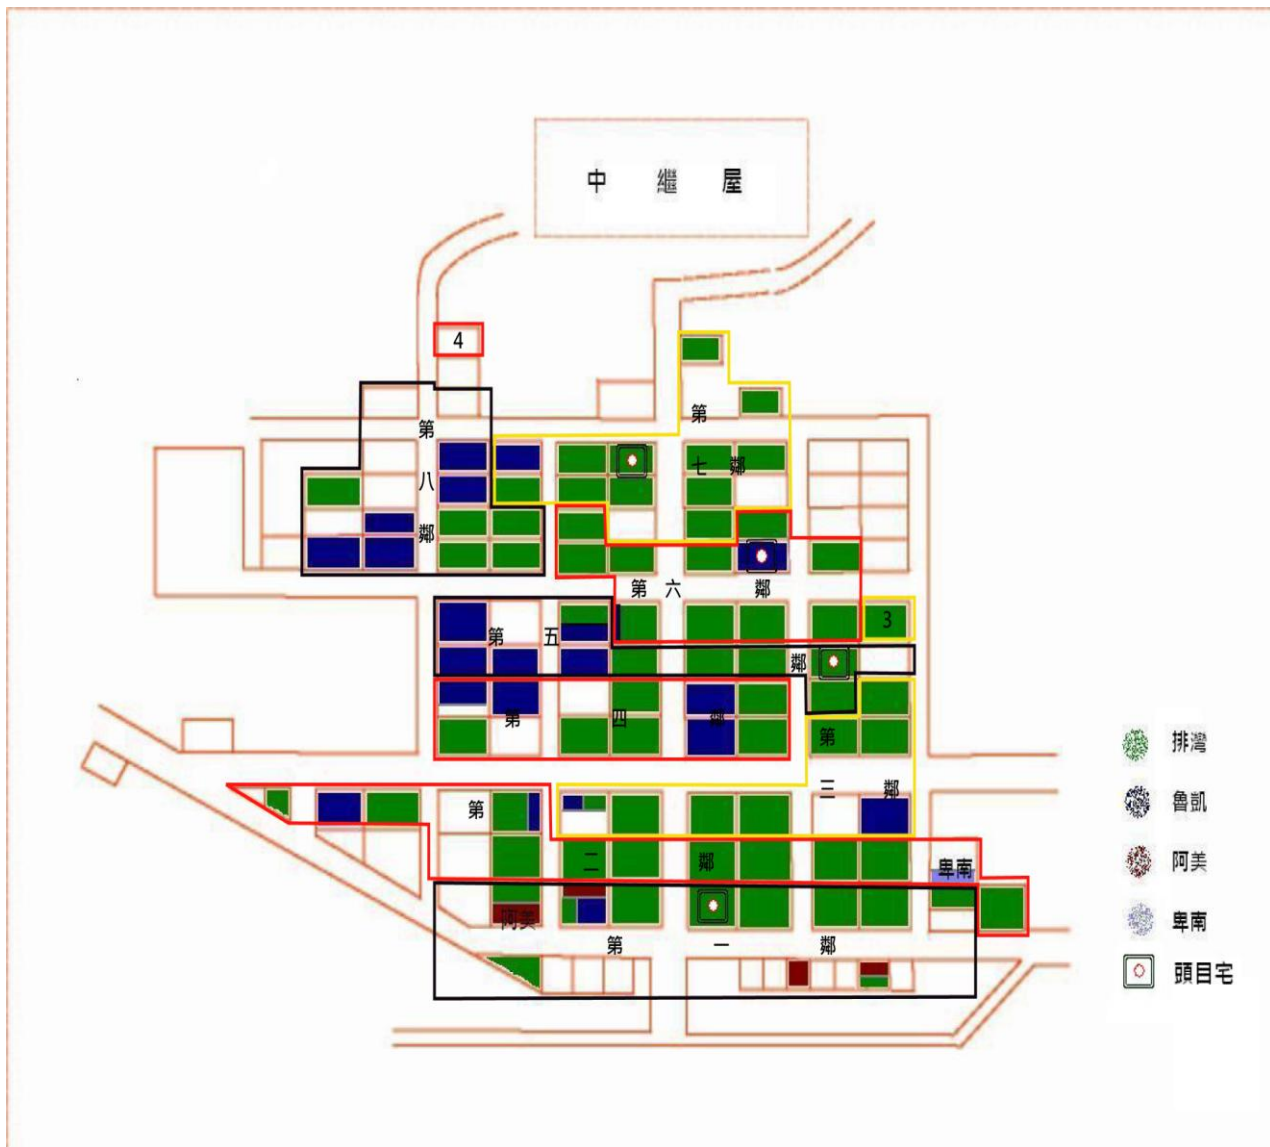 中 繼 屋
4
第
八
鄰
第
七 鄰
第 六 鄰
3
第 五
鄰
第 四 鄰
第
三 鄰
第
二 鄰
卑南
阿美
第 一 鄰
排灣
魯凱
阿美
卑南
頭目宅